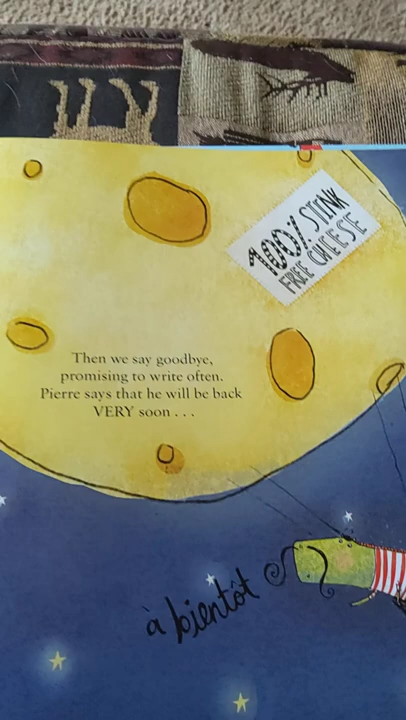 100% STINK
FREE CHEESE
Then we say goodbye,
promising to write often.
Pierre says that he will be back
VERY soon . . .
à bientôt